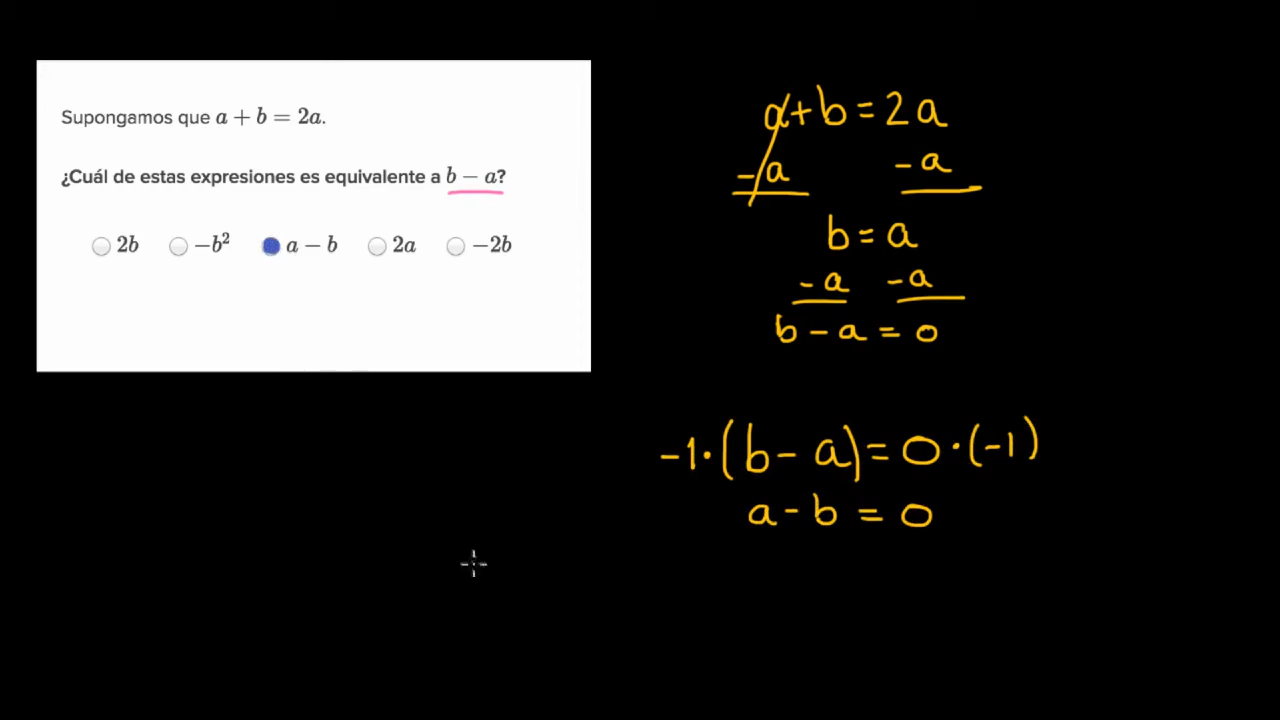 Supongamos que a + b = 2a.
¿Cuál de estas expresiones es equivalente a b − a?
2b −b² a − b 2a −2b
a+b=2a
-a -a
b=a
-a -a
b-a=0
-1·(b-a)=0·(-1)
a-b=0